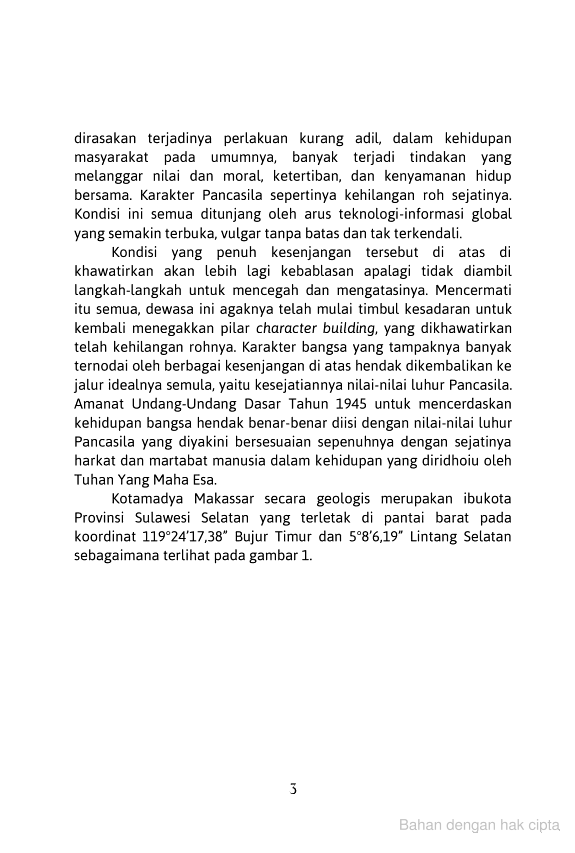 dirasakan terjadinya perlakuan kurang adil, dalam kehidupan
masyarakat pada umumnya, banyak terjadi tindakan yang
melanggar nilai dan moral, ketertiban, dan kenyamanan hidup
bersama. Karakter Pancasila sepertinya kehilangan roh sejatinya.
Kondisi ini semua ditunjang oleh arus teknologi-informasi global
yang semakin terbuka, vulgar tanpa batas dan tak terkendali.
Kondisi yang penuh kesenjangan tersebut di atas di
khawatirkan akan lebih lagi kebablasan apalagi tidak diambil
langkah-langkah untuk mencegah dan mengatasinya. Mencermati
itu semua, dewasa ini agaknya telah mulai timbul kesadaran untuk
kembali menegakkan pilar character building, yang dikhawatirkan
telah kehilangan rohnya. Karakter bangsa yang tampaknya banyak
ternodai oleh berbagai kesenjangan di atas hendak dikembalikan ke
jalur idealnya semula, yaitu kesejatiannya nilai-nilai luhur Pancasila.
Amanat Undang-Undang Dasar Tahun 1945 untuk mencerdaskan
kehidupan bangsa hendak benar-benar diisi dengan nilai-nilai luhur
Pancasila yang diyakini bersesuaian sepenuhnya dengan sejatinya
harkat dan martabat manusia dalam kehidupan yang diridhoiu oleh
Tuhan Yang Maha Esa.
Kotamadya Makassar secara geologis merupakan ibukota
Provinsi Sulawesi Selatan yang terletak di pantai barat pada
koordinat 119°24’17,38” Bujur Timur dan 5°8’6,19” Lintang Selatan
sebagaimana terlihat pada gambar 1.
3
Bahan dengan hak cipta